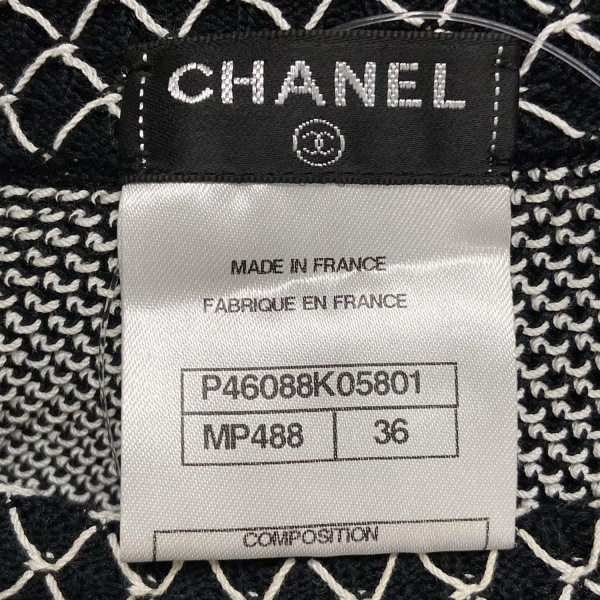 CHANEL
MADE IN FRANCE
FABRIQUE EN FRANCE
P46088K05801
MP488 36
COMPOSITION